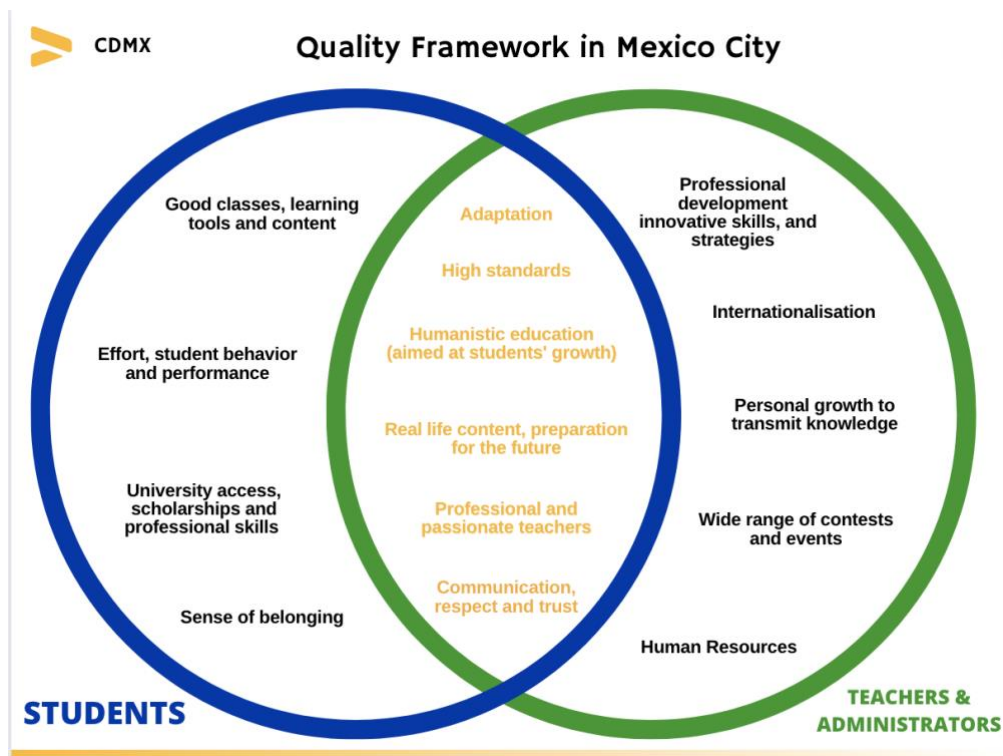 CDMX
Quality Framework in Mexico City
Good classes, learning
tools and content
Effort, student behavior
and performance
University access,
scholarships and
professional skills
Sense of belonging
STUDENTS
Adaptation
High standards
Humanistic education
(aimed at students' growth)
Real life content, preparation
for the future
Professional and
passionate teachers
Communication,
respect and trust
Professional
development
innovative skills, and
strategies
Internationalisation
Personal growth to
transmit knowledge
Wide range of contests
and events
Human Resources
TEACHERS &
ADMINISTRATORS